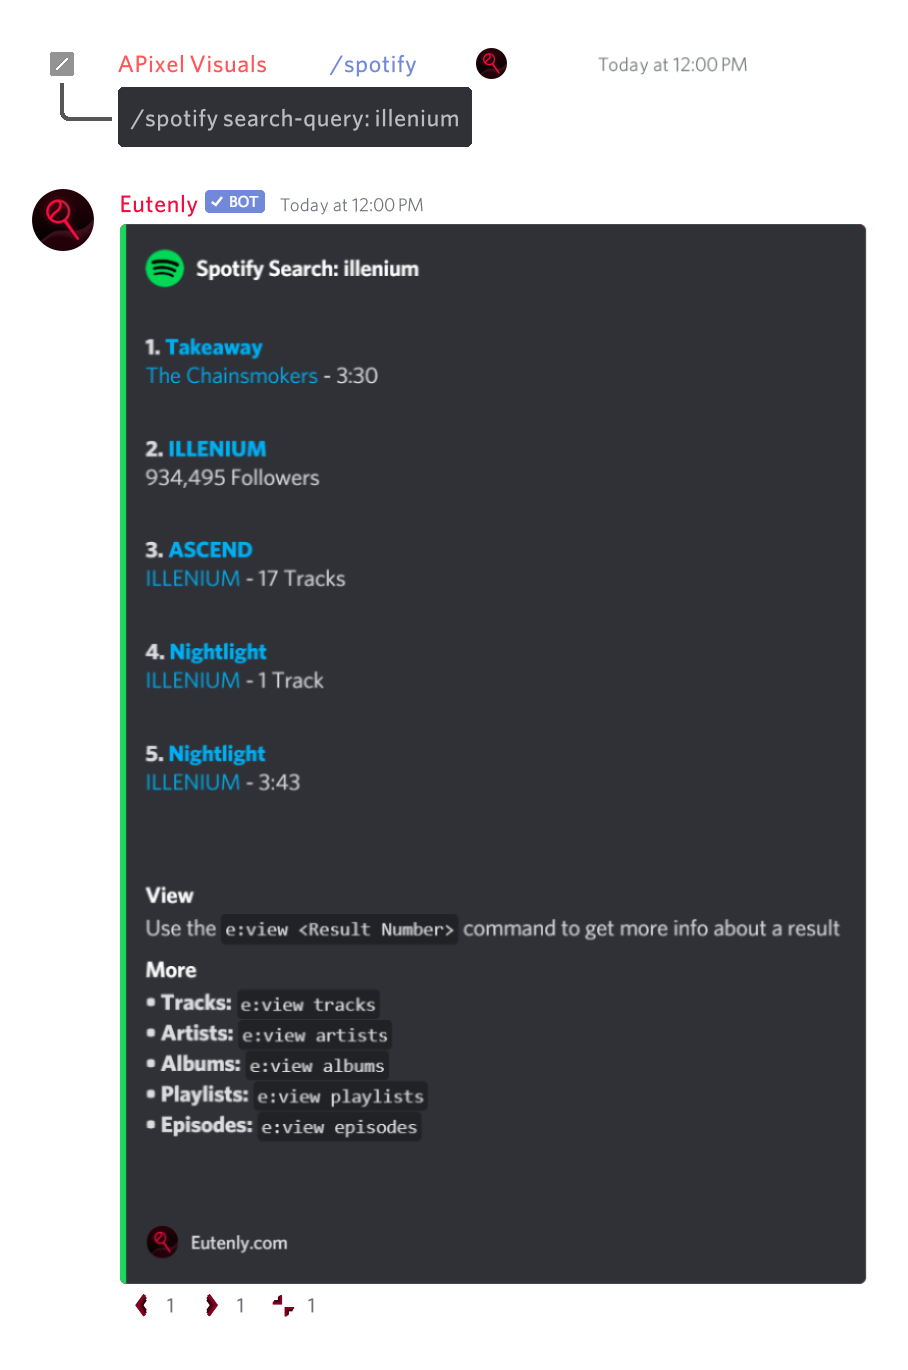 APixel Visuals /spotify Today at 12:00 PM
/spotify search-query: illenium
Eutenly BOT Today at 12:00 PM
Spotify Search: illenium
1. Takeaway
The Chainsmokers - 3:30
2. ILLENIUM
934,495 Followers
3. ASCEND
ILLENIUM - 17 Tracks
4. Nightlight
ILLENIUM - 1 Track
5. Nightlight
ILLENIUM - 3:43
View
Use the e:view <Result Number> command to get more info about a result
More
• Tracks: e:view tracks
• Artists: e:view artists
• Albums: e:view albums
• Playlists: e:view playlists
• Episodes: e:view episodes
Eutenly.com
1 1 1